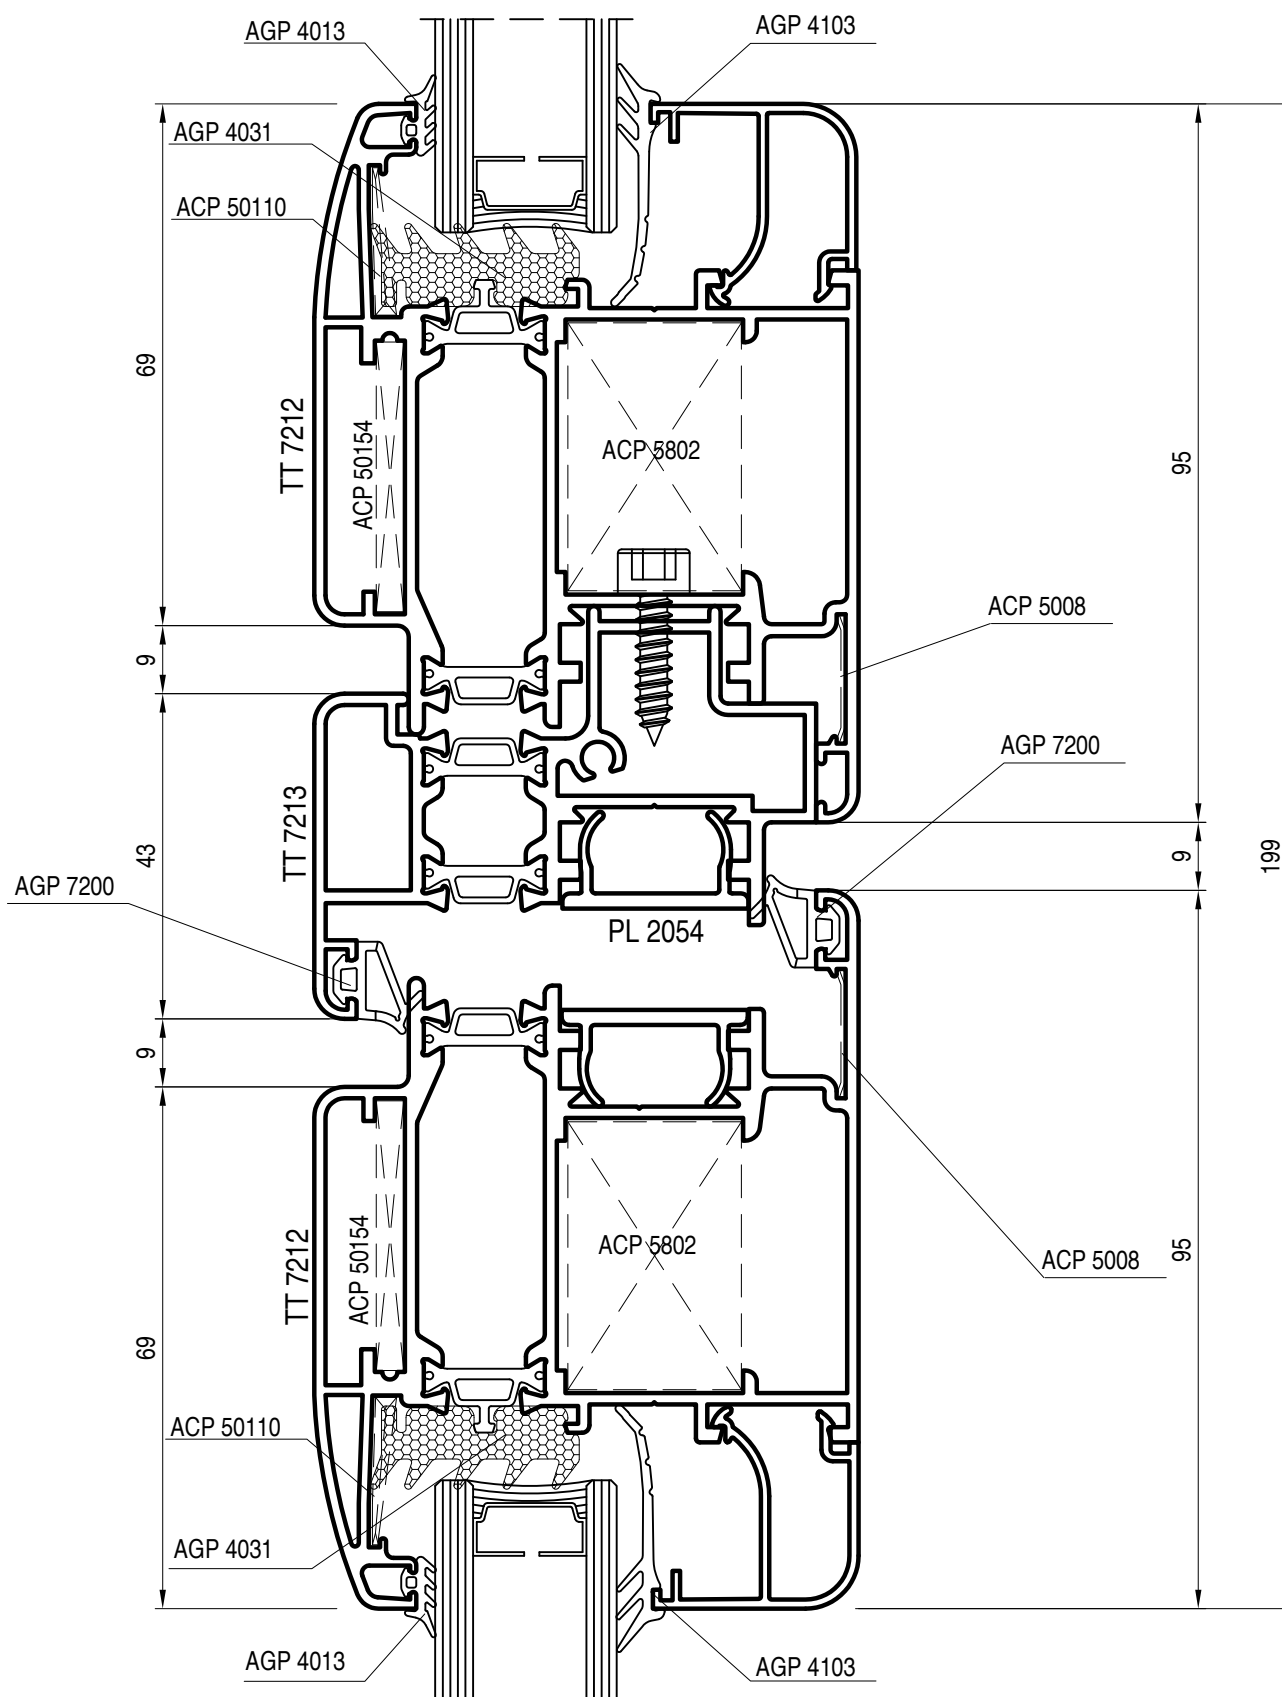 AGP 4013
AGP 4103
AGP 4031
ACP 50110
69
TT 7212
ACP 50154
ACP 5802
95
ACP 5008
9
AGP 7200
TT 7213
43
AGP 7200
9
199
PL 2054
9
TT 7212
ACP 50154
ACP 5802
95
ACP 5008
69
ACP 50110
AGP 4031
AGP 4013
AGP 4103